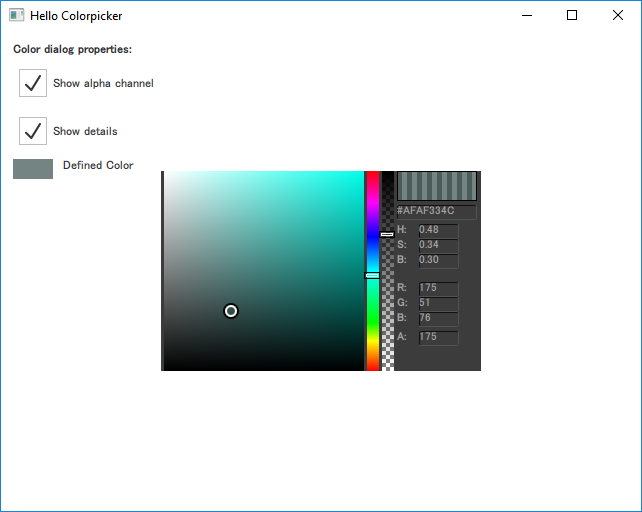 Hello Colorpicker
Color dialog properties:
Show alpha channel
Show details
Defined Color
#AFAF334C
H: 0.48
S: 0.34
B: 0.30
R: 175
G: 51
B: 76
A: 175